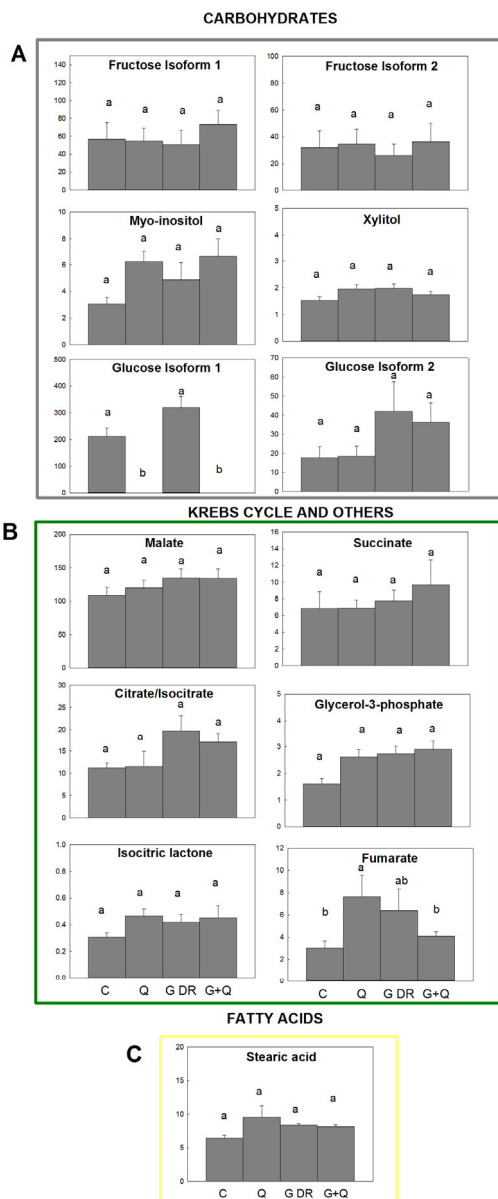 CARBOHYDRATES
A
Fructose Isoform 1 Fructose Isoform 2
140
120
100
80
60
40
20
0
a a a a
100
80
60
40
20
0
a a a a
Myo-inositol Xylitol
6
4
2
0
a a a a
5
4
3
2
1
0
a a a a
Glucose Isoform 1 Glucose Isoform 2
500
400
300
200
100
0
a b a b
70
60
50
40
30
20
10
0
a a a a
KREBS CYCLE AND OTHERS
B
Malate Succinate
200
150
100
50
0
a a a a
16
14
12
10
8
6
4
2
0
a a a a
Citrate/Isocitrate Glycerol-3-phosphate
30
25
20
15
10
5
0
a a a a
5
4
3
2
1
0
a a a a
Isocitric lactone Fumarate
1.0
0.8
0.6
0.4
0.2
0.0
a a a a
12
10
8
6
4
2
0
b a ab b
C Q G DR G+Q C Q G DR G+Q
FATTY ACIDS
C
Stearic acid
20
15
10
5
0
a a a a
C Q G DR G+Q